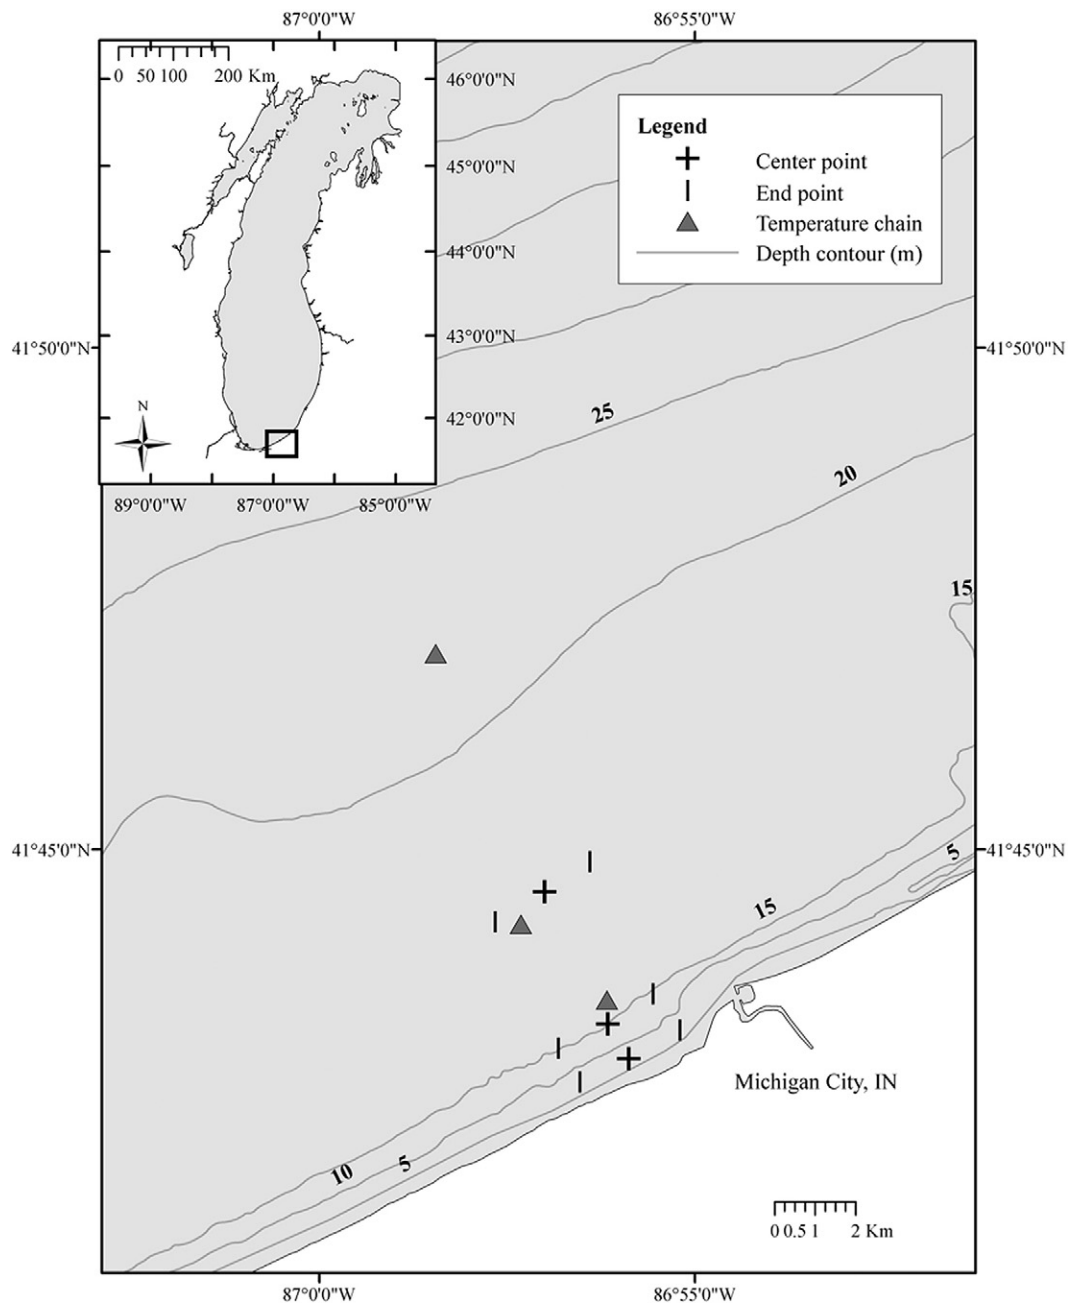 87°0'0"W
86°55'0"W
0 50 100 200 Km
46°0'0"N
45°0'0"N
44°0'0"N
43°0'0"N
42°0'0"N
N
89°0'0"W
87°0'0"W
85°0'0"W
Legend
Center point
End point
Temperature chain
Depth contour (m)
41°50'0"N
41°50'0"N
25
20
15
41°45'0"N
41°45'0"N
5
15
Michigan City, IN
10
5
0 0.5 1 2 Km
87°0'0"W
86°55'0"W